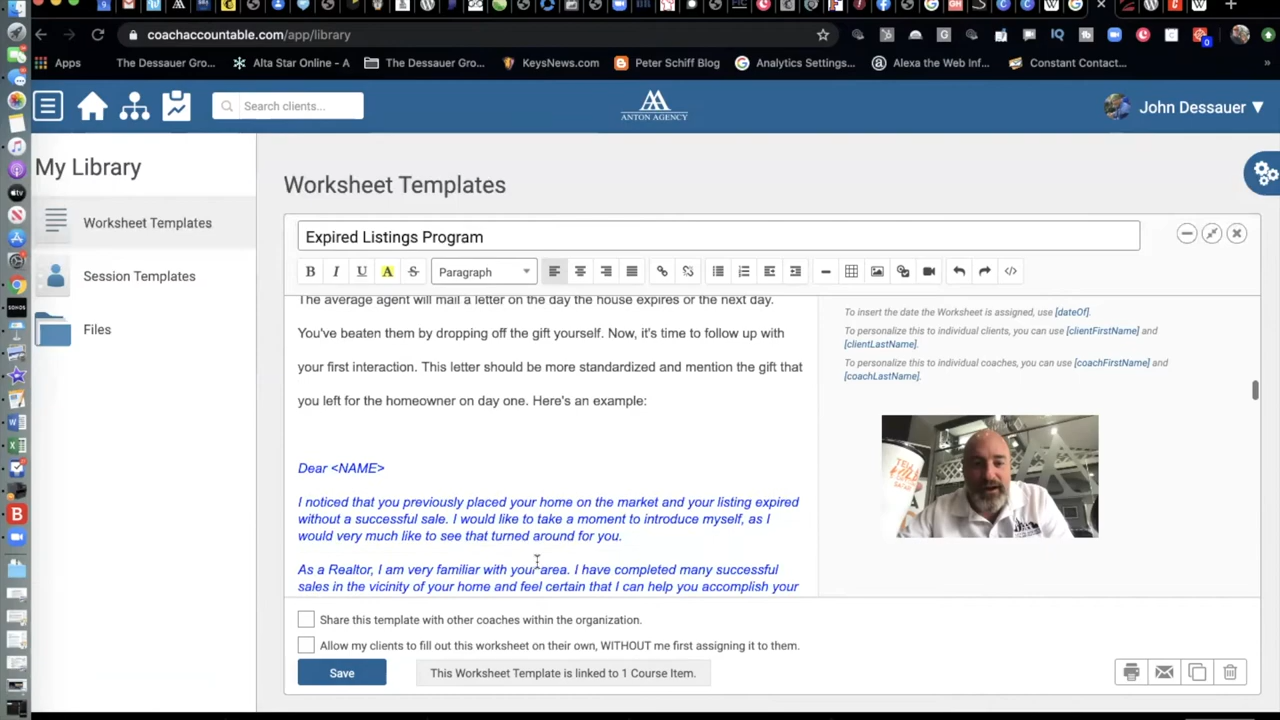 coachaccountable.com/app/library
Apps
The Dessauer Gro...
Alta Star Online - A
The Dessauer Gro...
KeysNews.com
Peter Schiff Blog
Analytics Settings...
Alexa the Web Inf...
Constant Contact...
»
Search clients...
ANTON AGENCY
John Dessauer ▼
My Library
Worksheet Templates
Session Templates
Files
Worksheet Templates
Expired Listings Program
B I U A S Paragraph
The average agent will mail a letter on the day the house expires or the next day.
You've beaten them by dropping off the gift yourself. Now, it's time to follow up with
your first interaction. This letter should be more standardized and mention the gift that
you left for the homeowner on day one. Here's an example:
Dear <NAME>
I noticed that you previously placed your home on the market and your listing expired
without a successful sale. I would like to take a moment to introduce myself, as I
would very much like to see that turned around for you.
As a Realtor, I am very familiar with your area. I have completed many successful
sales in the vicinity of your home and feel certain that I can help you accomplish your
To insert the date the Worksheet is assigned, use [dateOf].
To personalize this to individual clients, you can use [clientFirstName] and
[clientLastName].
To personalize this to individual coaches, you can use [coachFirstName] and
[coachLastName].
Share this template with other coaches within the organization.
Allow my clients to fill out this worksheet on their own, WITHOUT me first assigning it to them.
Save
This Worksheet Template is linked to 1 Course Item.